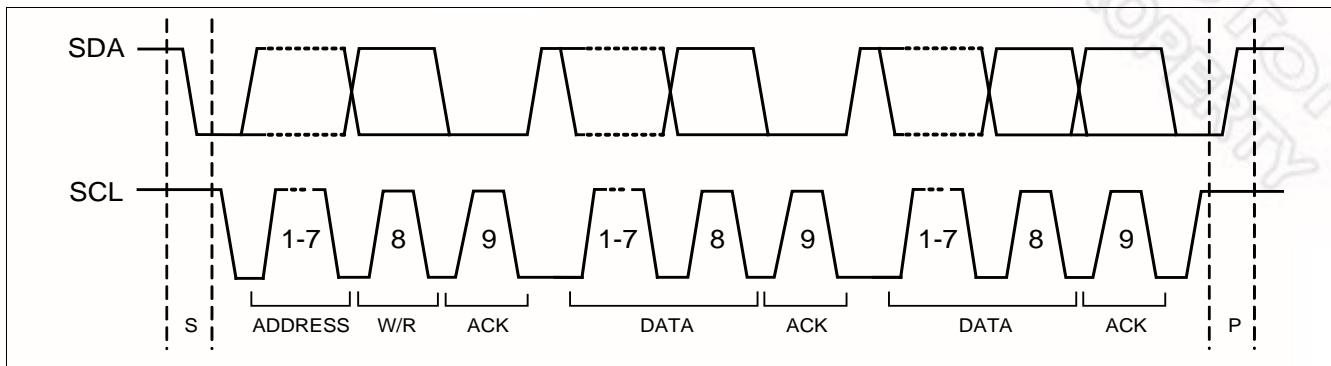 SDA
SCL
1-7 8 9 1-7 8 9 1-7 8 9
S ADDRESS W/R ACK DATA ACK DATA ACK P